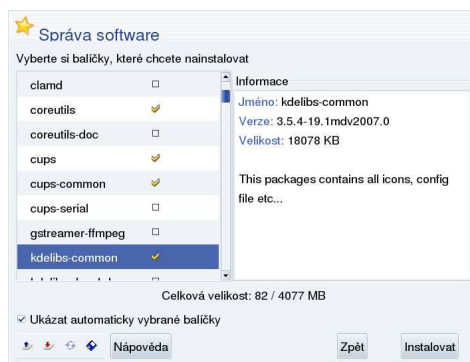 Správa software
Vyberte si balíčky, které chcete nainstalovat
clamd
coreutils
coreutils-doc
cups
cups-common
cups-serial
gstreamer-ffmpeg
kdelibs-common
Informace
Jméno: kdelibs-common
Verze: 3.5.4-19.1mdv2007.0
Velikost: 18078 KB
This packages contains all icons, config
file etc...
Celková velikost: 82 / 4077 MB
Ukázat automaticky vybrané balíčky
Nápověda
Zpět
Instalovat